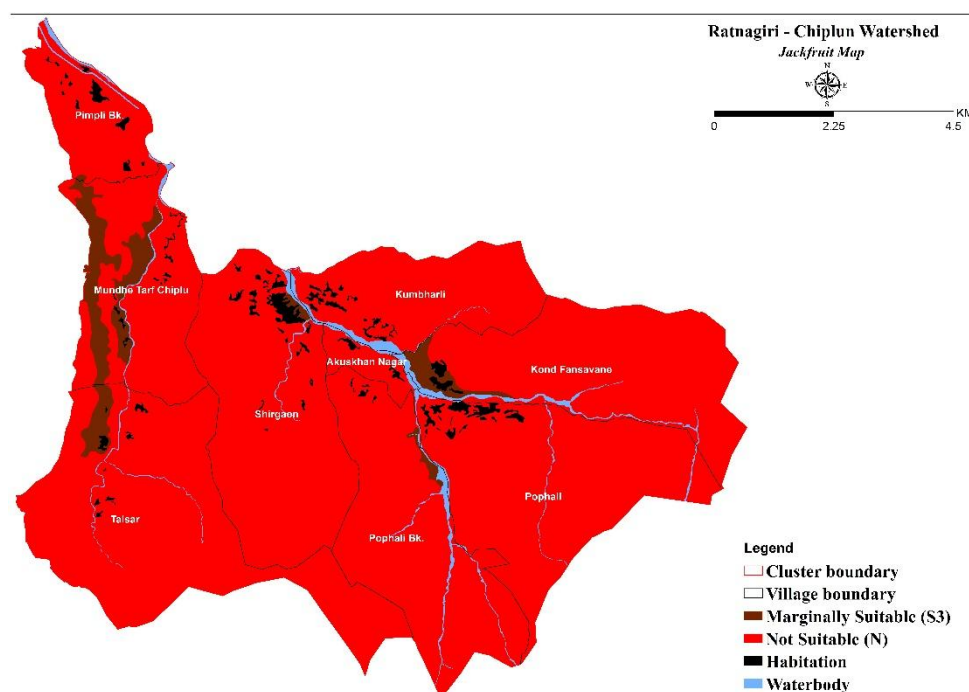 Ratnagiri - Chiplun Watershed
Jackfruit Map
N
W E
S
KM
0 2.25 4.5
Pimpli Bk.
Mundhe Tarf Chiplu
Kumbharli
Akuskhan Nagar
Kond Fansavane
Shirgaon
Pophali
Talsar
Pophali Bk.
Legend
Cluster boundary
Village boundary
Marginally Suitable (S3)
Not Suitable (N)
Habitation
Waterbody